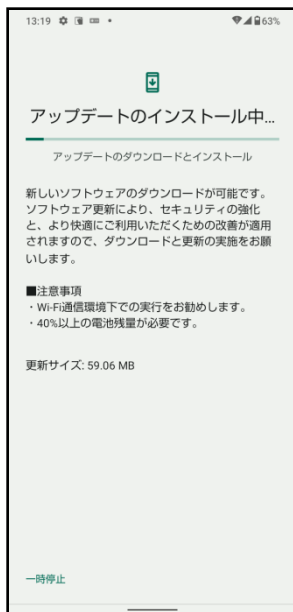 13:19 63%
アップデートのインストール中...
アップデートのダウンロードとインストール
新しいソフトウェアのダウンロードが可能です。
ソフトウェア更新により、セキュリティの強化
と、より快適にご利用いただくための改善が適用
されますので、ダウンロードと更新の実施をお願
いします。
■注意事項
・Wi-Fi通信環境下での実行をお勧めします。
・40%以上の電池残量が必要です。
更新サイズ: 59.06 MB
一時停止